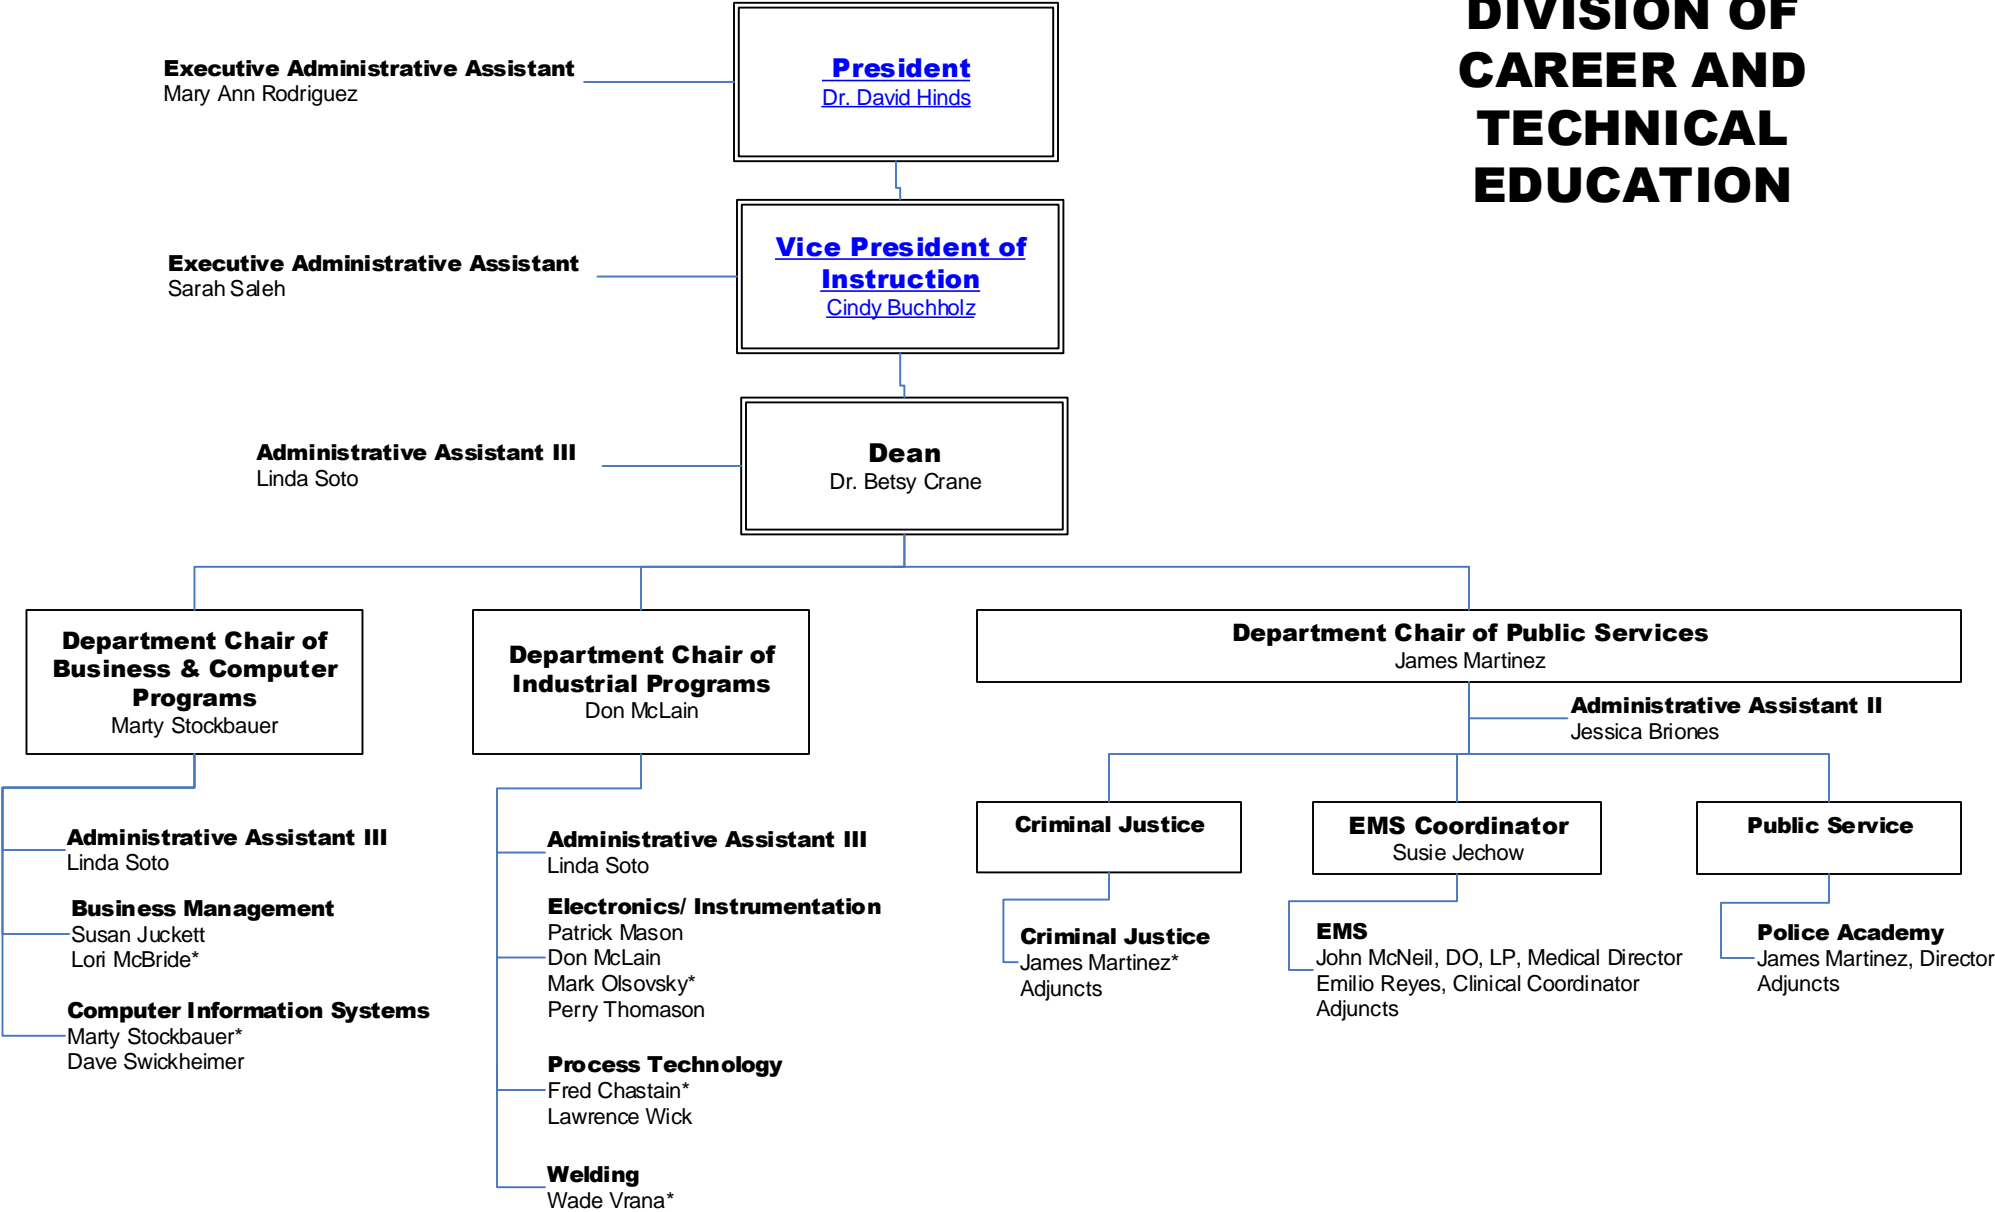 DIVISION OF
CAREER AND
TECHNICAL
EDUCATION
Executive Administrative Assistant
Mary Ann Rodriguez
President
Dr. David Hinds
Executive Administrative Assistant
Sarah Saleh
Vice President of
Instruction
Cindy Buchholz
Administrative Assistant III
Linda Soto
Dean
Dr. Betsy Crane
Department Chair of
Business & Computer
Programs
Marty Stockbauer
Administrative Assistant III
Linda Soto
Business Management
Susan Juckett
Lori McBride*
Computer Information Systems
Marty Stockbauer*
Dave Swickheimer
Department Chair of
Industrial Programs
Don McLain
Administrative Assistant III
Linda Soto
Electronics/ Instrumentation
Patrick Mason
Don McLain
Mark Olsovsky*
Perry Thomason
Process Technology
Fred Chastain*
Lawrence Wick
Welding
Wade Vrana*
Department Chair of Public Services
James Martinez
Administrative Assistant II
Jessica Briones
Criminal Justice
Criminal Justice
James Martinez*
Adjuncts
EMS Coordinator
Susie Jechow
EMS
John McNeil, DO, LP, Medical Director
Emilio Reyes, Clinical Coordinator
Adjuncts
Public Service
Police Academy
James Martinez, Director
Adjuncts